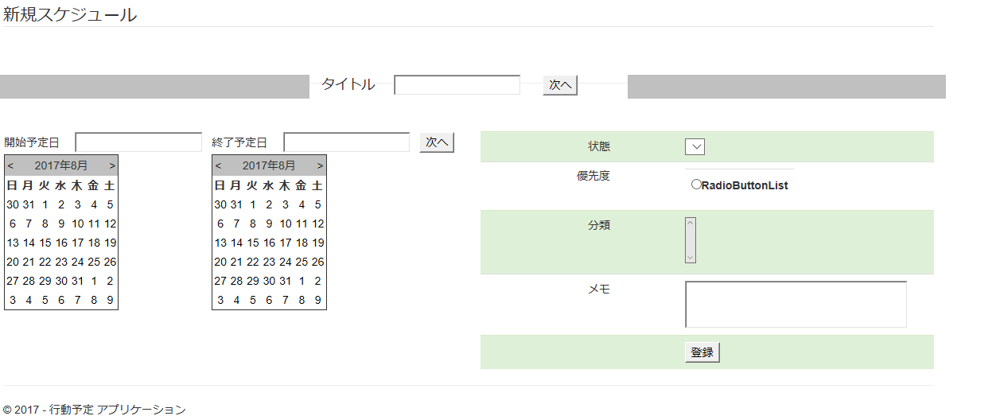 新規スケジュール
タイトル 次へ
開始予定日 終了予定日 次へ
< 2017年8月 >
日 月 火 水 木 金 土
30 31 1 2 3 4 5
6 7 8 9 10 11 12
13 14 15 16 17 18 19
20 21 22 23 24 25 26
27 28 29 30 31 1 2
3 4 5 6 7 8 9
< 2017年8月 >
日 月 火 水 木 金 土
30 31 1 2 3 4 5
6 7 8 9 10 11 12
13 14 15 16 17 18 19
20 21 22 23 24 25 26
27 28 29 30 31 1 2
3 4 5 6 7 8 9
状態
優先度
RadioButtonList
分類
メモ
登録
© 2017 - 行動予定 アプリケーション